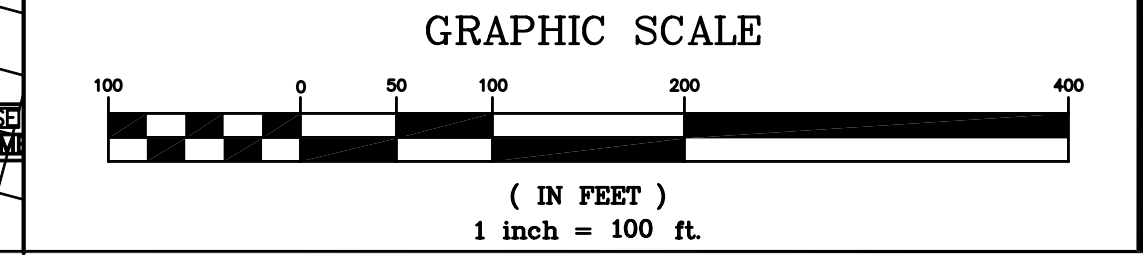 GRAPHIC SCALE
100 0 50 100 200 400
( IN FEET )
1 inch = 100 ft.